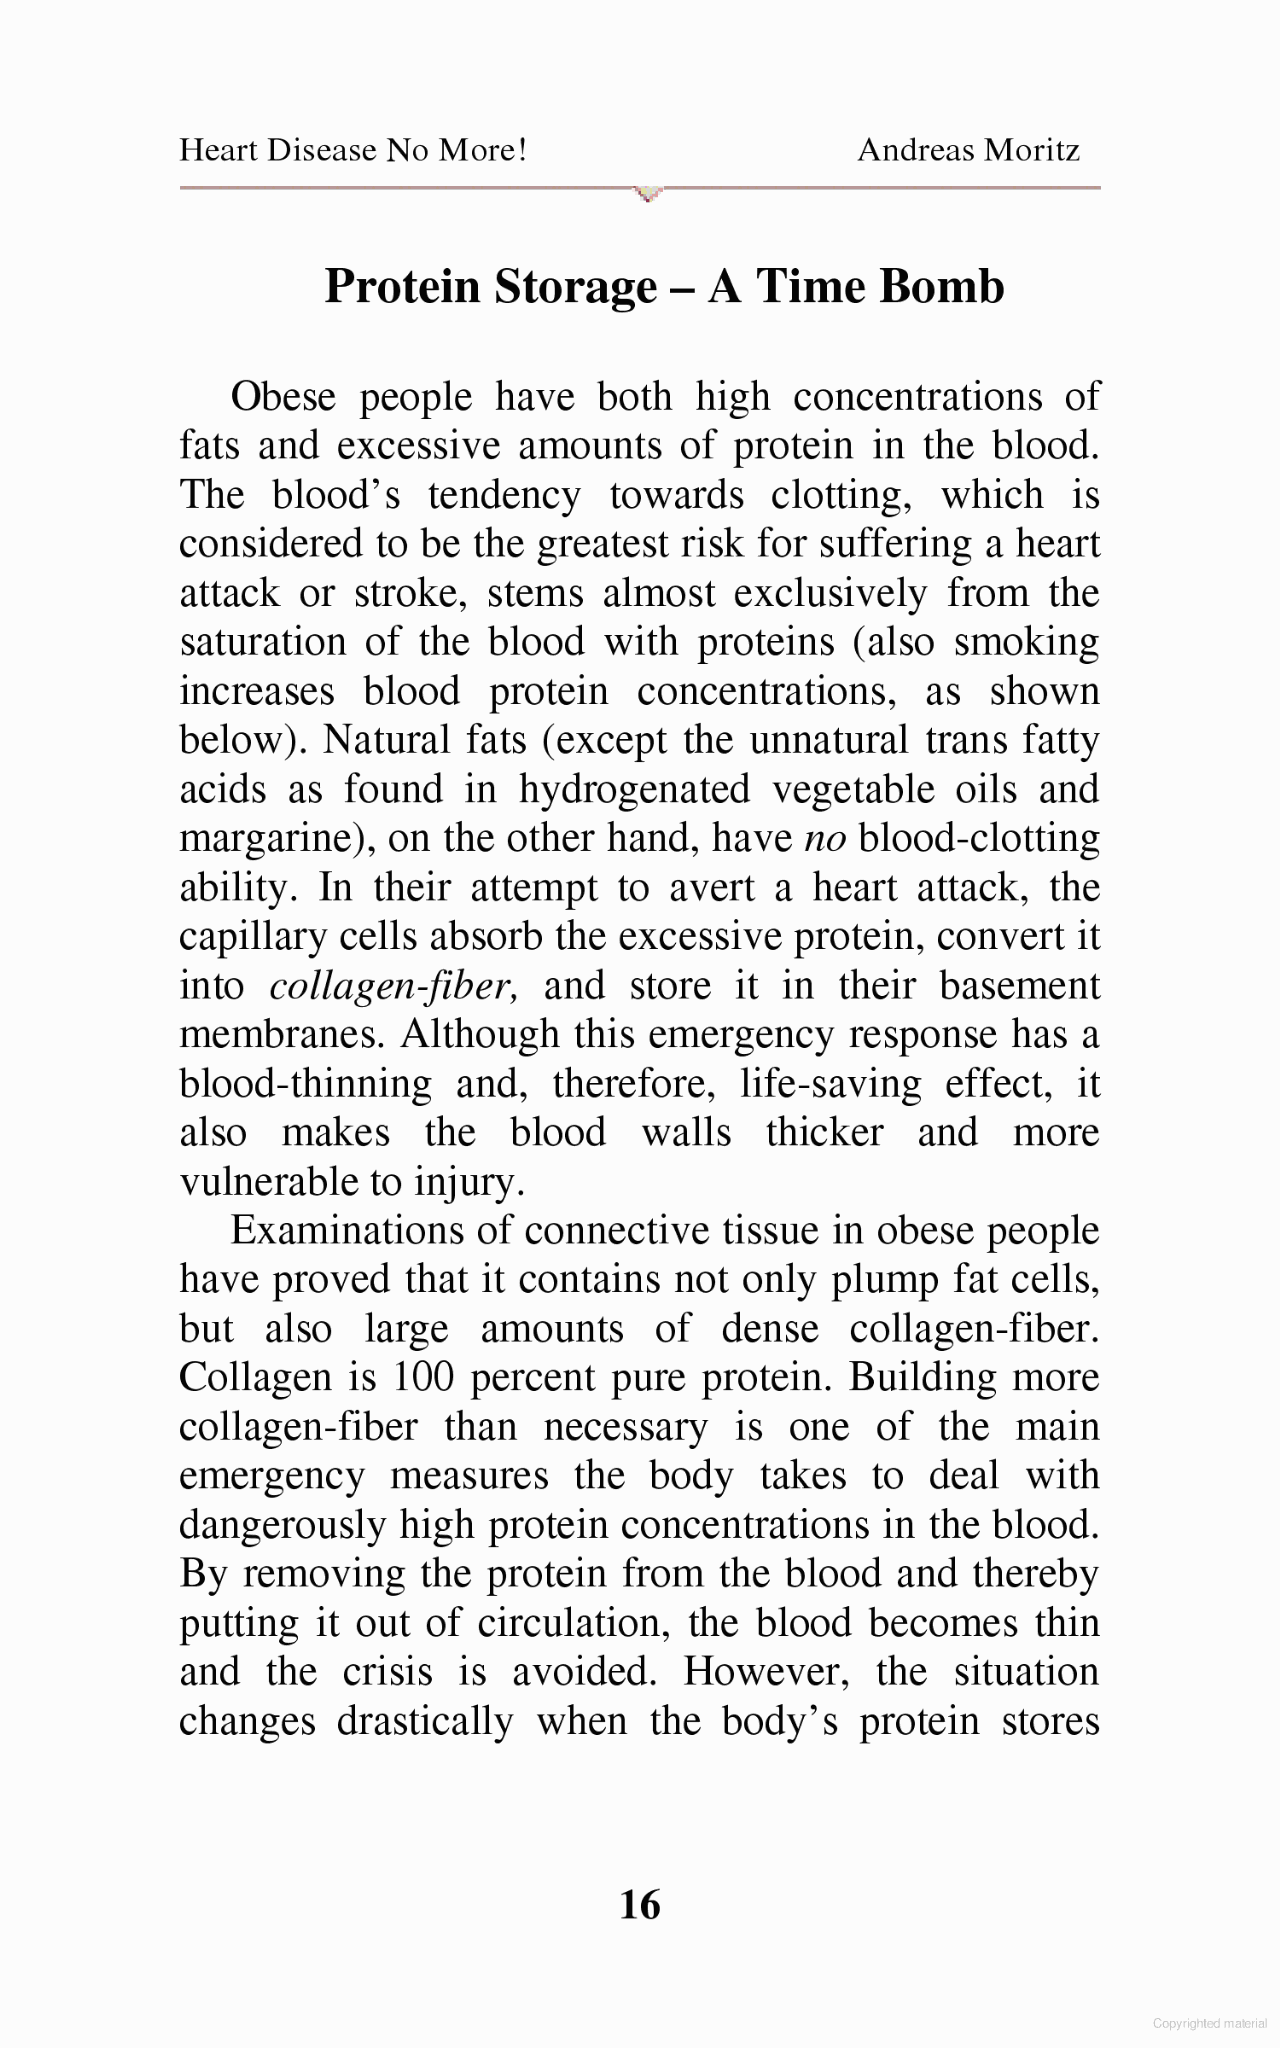 Heart Disease No More! Andreas Moritz
Protein Storage – A Time Bomb
Obese people have both high concentrations of
fats and excessive amounts of protein in the blood.
The blood's tendency towards clotting, which is
considered to be the greatest risk for suffering a heart
attack or stroke, stems almost exclusively from the
saturation of the blood with proteins (also smoking
increases blood protein concentrations, as shown
below). Natural fats (except the unnatural trans fatty
acids as found in hydrogenated vegetable oils and
margarine), on the other hand, have no blood-clotting
ability. In their attempt to avert a heart attack, the
capillary cells absorb the excessive protein, convert it
into collagen-fiber, and store it in their basement
membranes. Although this emergency response has a
blood-thinning and, therefore, life-saving effect, it
also makes the blood walls thicker and more
vulnerable to injury.
Examinations of connective tissue in obese people
have proved that it contains not only plump fat cells,
but also large amounts of dense collagen-fiber.
Collagen is 100 percent pure protein. Building more
collagen-fiber than necessary is one of the main
emergency measures the body takes to deal with
dangerously high protein concentrations in the blood.
By removing the protein from the blood and thereby
putting it out of circulation, the blood becomes thin
and the crisis is avoided. However, the situation
changes drastically when the body's protein stores
16
Copyrighted material